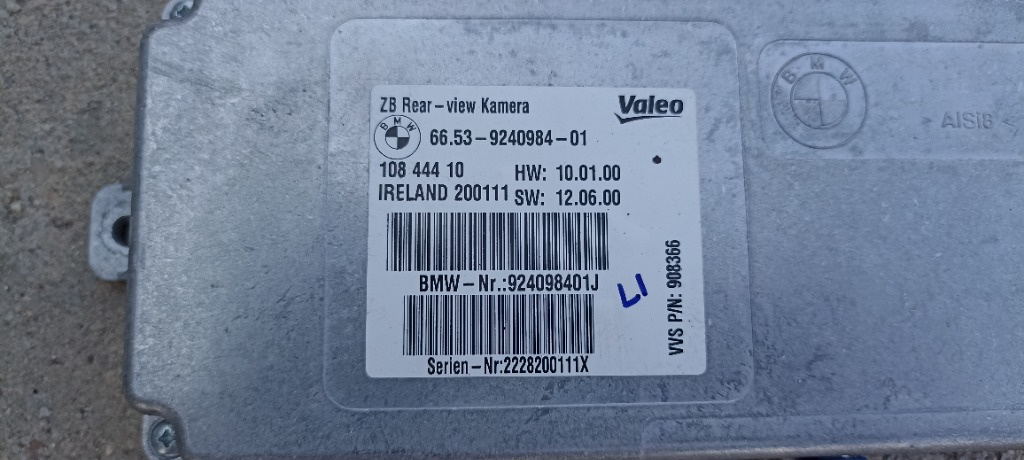 ZB Rear-view Kamera
Valeo
BMW
66.53-9240984-01
108 444 10 HW: 10.01.00
IRELAND 200111 SW: 12.06.00
BMW-Nr.:924098401J
Serien-Nr:2228200111X
VVS P/N: 908366
LI
BMW